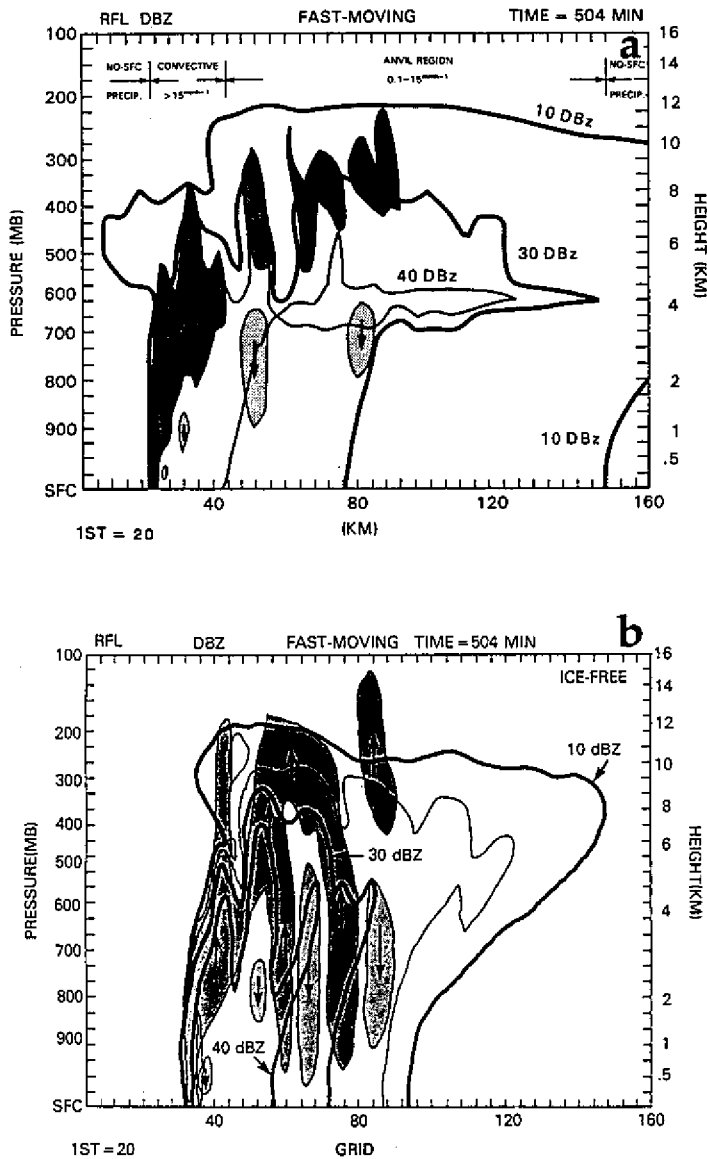 RFL DBZ FAST-MOVING TIME = 504 MIN
a
NO-SFC CONVECTIVE ANVIL REGION NO-SFC
PRECIP. >15 0.1-15 PRECIP.
100
200
300
400
500
600
700
800
900
SFC
PRESSURE (MB)
16
14
12
10
8
6
4
2
1
.5
HEIGHT (KM)
10 DBz
30 DBz
40 DBz
10 DBz
40 80 120 160
(KM)
1ST = 20
b
RFL DBZ FAST-MOVING TIME = 504 MIN
ICE-FREE
100
200
300
400
500
600
700
800
900
SFC
PRESSURE(MB)
16
14
12
10
8
6
4
2
1
.5
HEIGHT(KM)
10 dBZ
30 dBZ
40 dBZ
40 80 120 160
GRID
1ST = 20